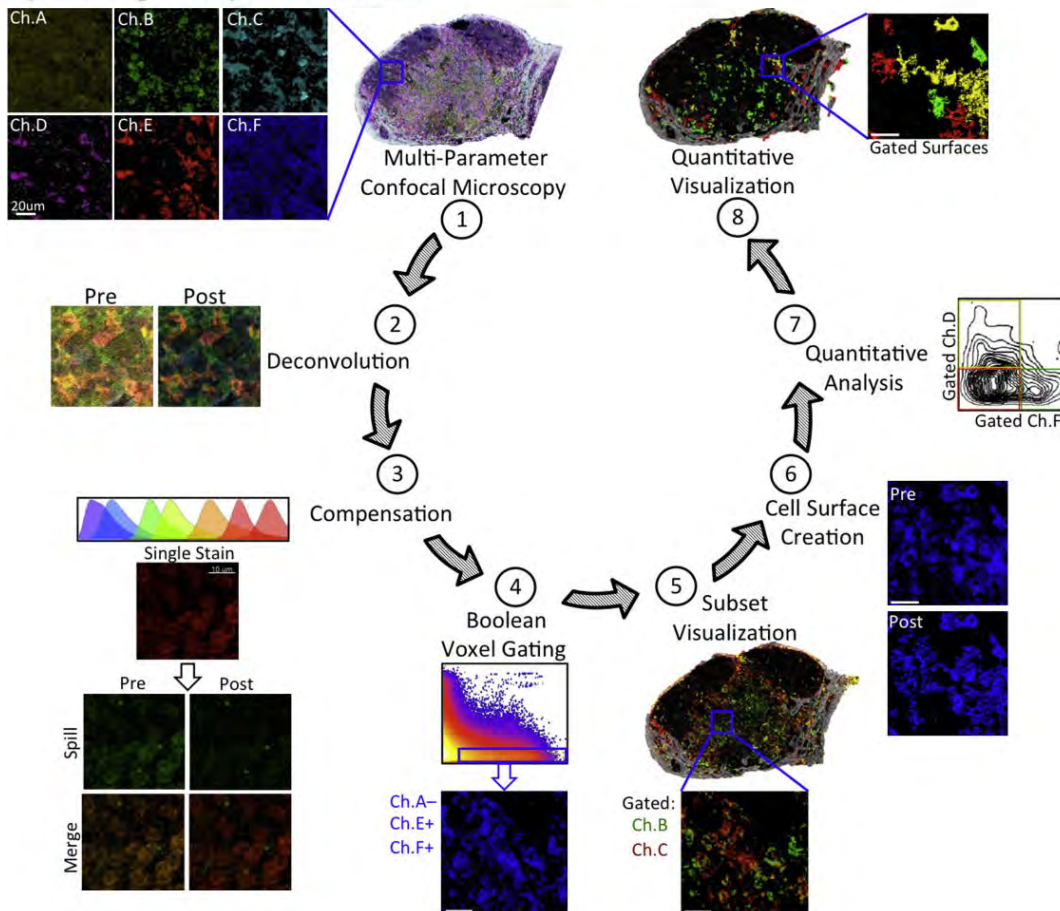 Ch.A
Ch.B
Ch.C
Ch.D
Ch.E
Ch.F
20um
Multi-Parameter
Confocal Microscopy
1
Pre
Post
2
Deconvolution
3
Compensation
Single Stain
10 um
Pre
Post
Spill
Merge
4
Boolean
Voxel Gating
Ch.A–
Ch.E+
Ch.F+
5
Subset
Visualization
Gated:
Ch.B
Ch.C
6
Cell Surface
Creation
Pre
Post
7
Quantitative
Analysis
Gated Ch.D
Gated Ch.F
8
Quantitative
Visualization
Gated Surfaces